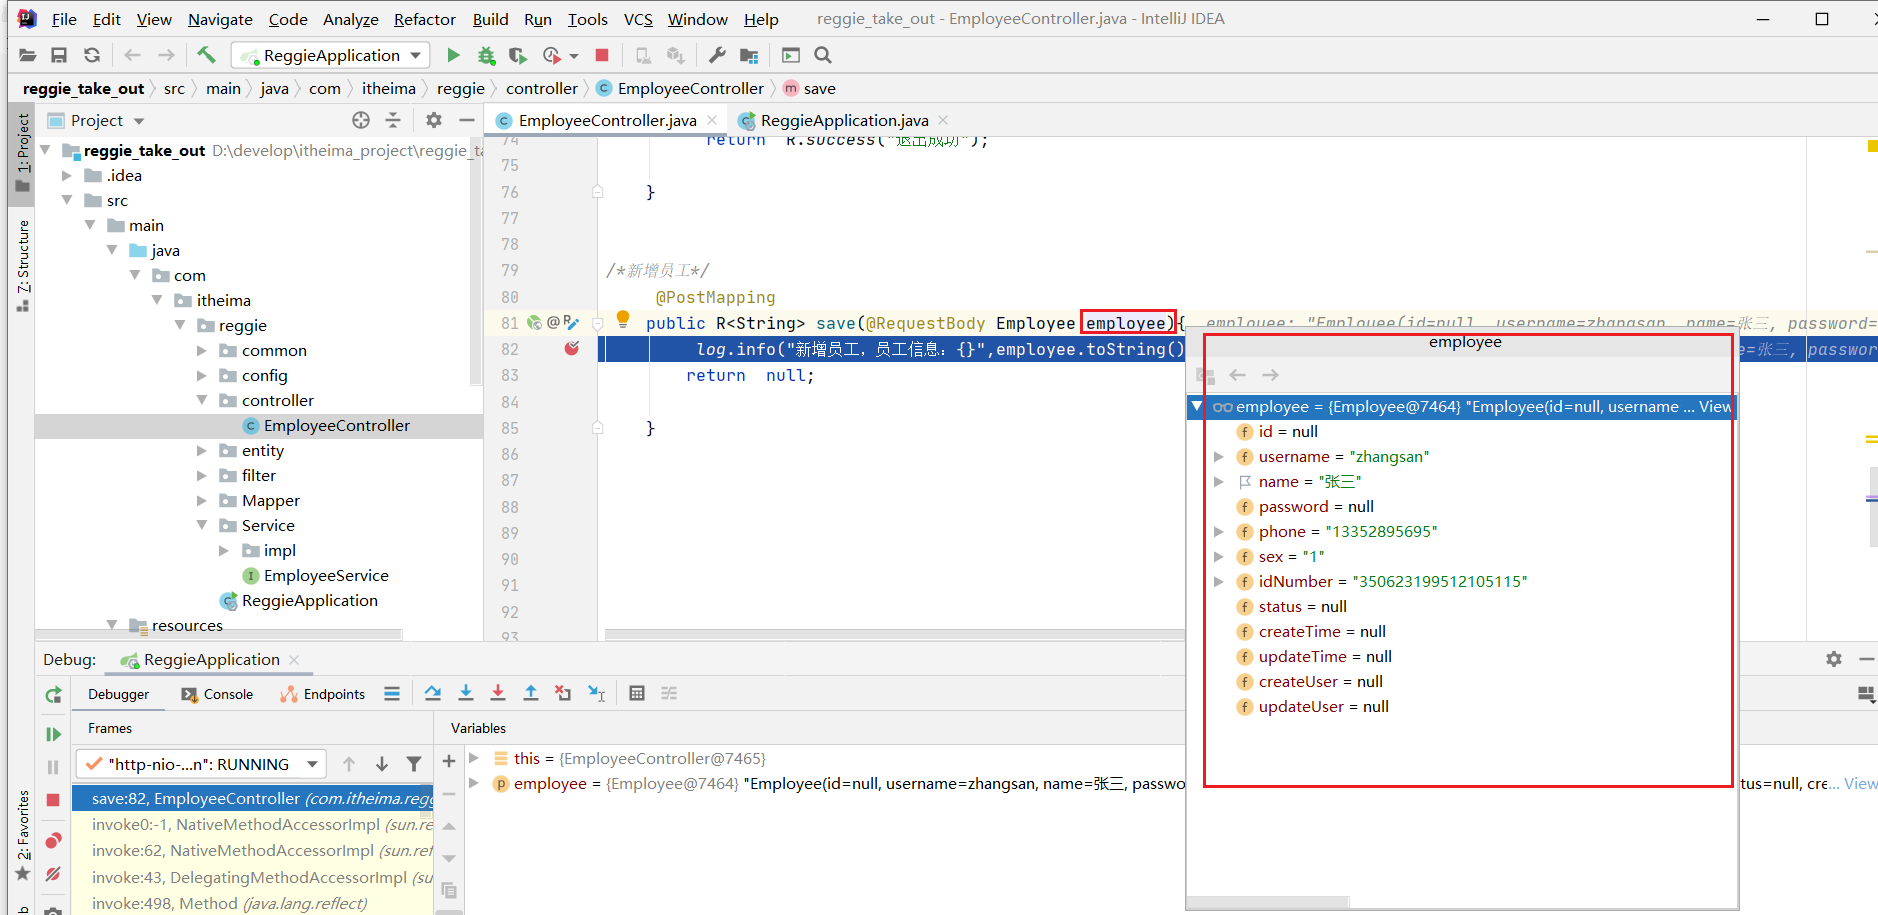 File Edit View Navigate Code Analyze Refactor Build Run Tools VCS Window Help reggie_take_out - EmployeeController.java - IntelliJ IDEA
ReggieApplication
reggie_take_out src main java com itheima reggie controller EmployeeController save
1: Project
Z: Structure
2: Favorites
Project
reggie_take_out D:\develop\itheima_project\reggie_ta
.idea
src
main
java
com
itheima
reggie
common
config
controller
EmployeeController
entity
filter
Mapper
Service
impl
EmployeeService
ReggieApplication
resources
EmployeeController.java ReggieApplication.java
74 return R.success("退出成功");
75
76 }
77
78
79 /*新增员工*/
80 @PostMapping
81 public R<String> save(@RequestBody Employee employee){ employee: "Employee(id=null, username=zhangsan, name=张三, password=
82 log.info("新增员工，员工信息：{}",employee.toString() e=张三, passwor
83 return null;
84
85 }
86
87
88
89
90
91
92
93
employee
employee = {Employee@7464} "Employee(id=null, username ... View
id = null
username = "zhangsan"
name = "张三"
password = null
phone = "13352895695"
sex = "1"
idNumber = "350623199512105115"
status = null
createTime = null
updateTime = null
createUser = null
updateUser = null
Debug: ReggieApplication
Debugger Console Endpoints
Frames Variables
"http-nio-...n": RUNNING
save:82, EmployeeController (com.itheima.regg
invoke0:-1, NativeMethodAccessorImpl (sun.re
invoke:62, NativeMethodAccessorImpl (sun.ref
invoke:43, DelegatingMethodAccessorImpl (su
invoke:498, Method (java.lang.reflect)
this = {EmployeeController@7465}
employee = {Employee@7464} "Employee(id=null, username=zhangsan, name=张三, passwo tus=null, cre... View